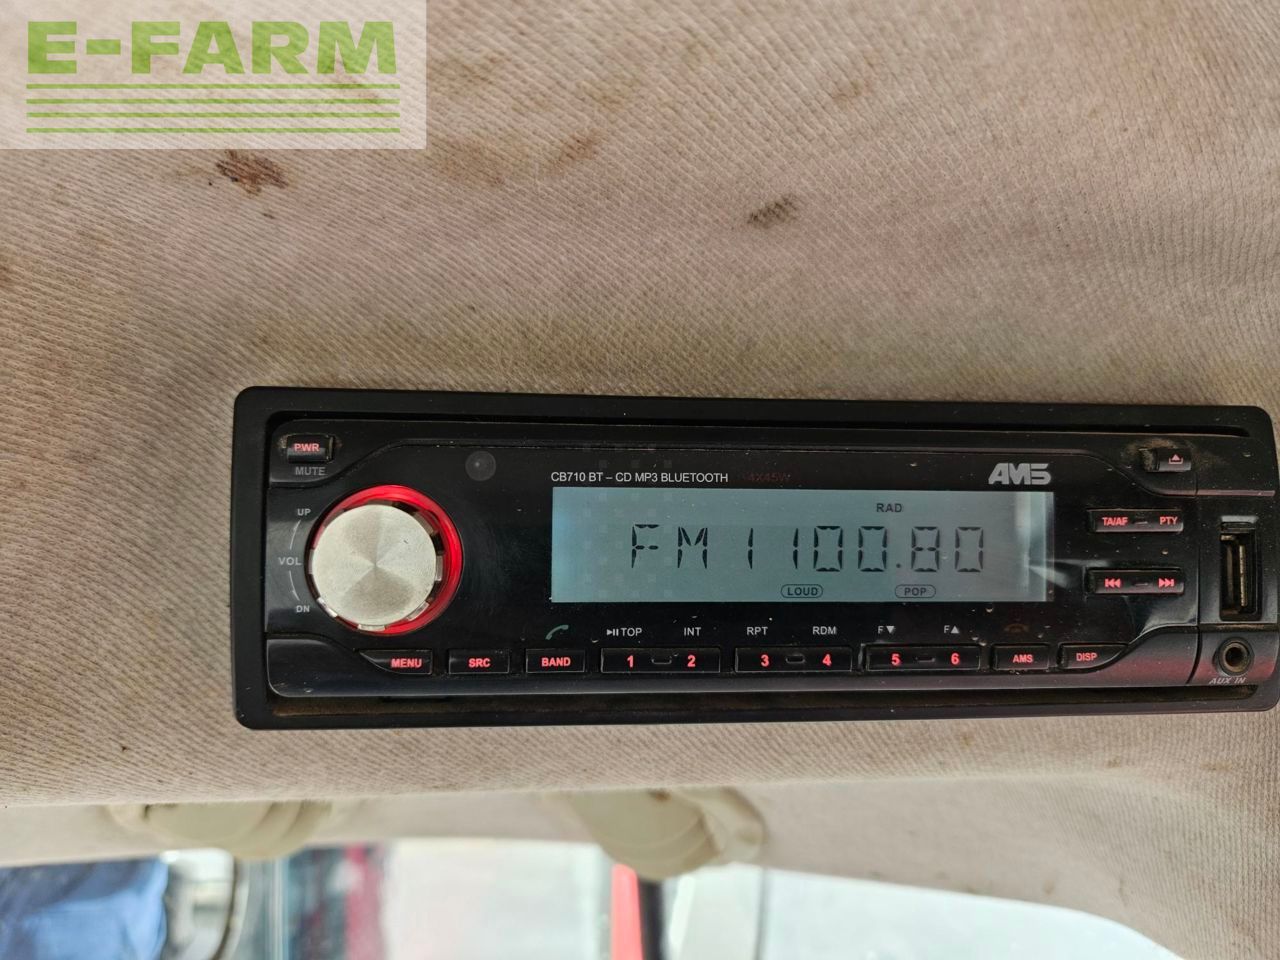 E-FARM
PWR
MUTE
CB710 BT – CD MP3 BLUETOOTH 4X45W
AMS
RAD
UP
FM1 100.80
TA/AF PTY
VOL
LOUD POP
DN
TOP INT RPT RDM F▼ F▲
MENU SRC BAND 1 2 3 4 5 6 AMS DISP
AUX IN